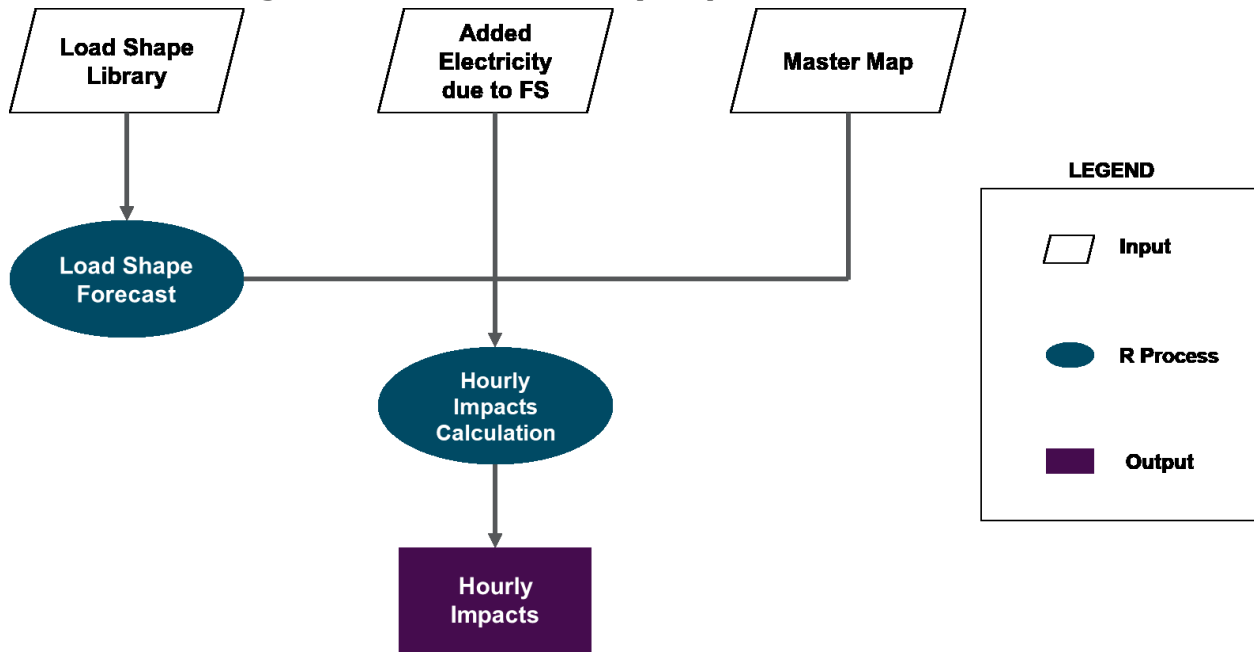 Load Shape
Library
Added
Electricity
due to FS
Master Map
LEGEND
Input
Load Shape
Forecast
R Process
Hourly
Impacts
Calculation
Output
Hourly
Impacts